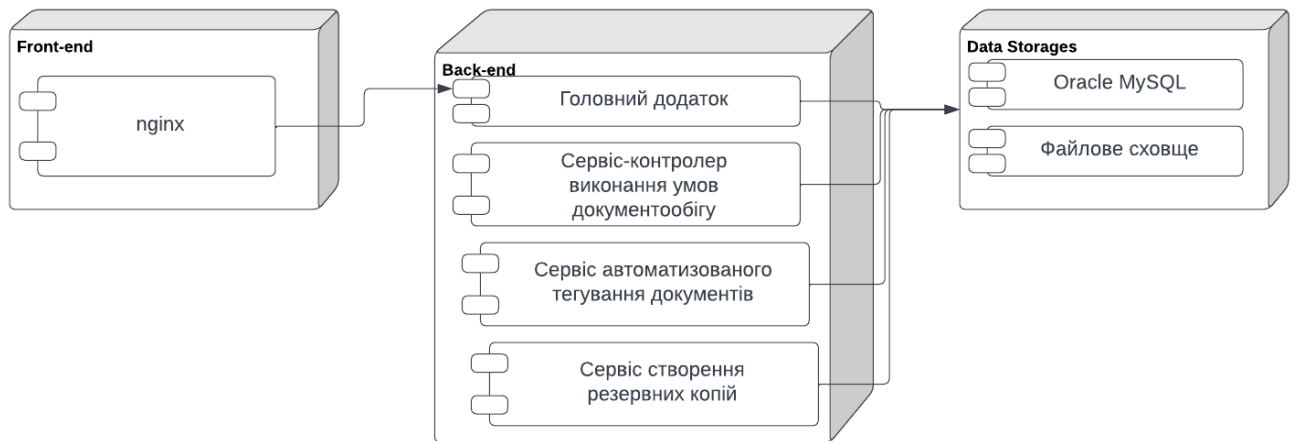 Front-end
nginx
Back-end
Головний додаток
Сервіс-контролер
виконання умов
документообігу
Сервіс автоматизованого
тегування документів
Сервіс створення
резервних копій
Data Storages
Oracle MySQL
Файлове сховще